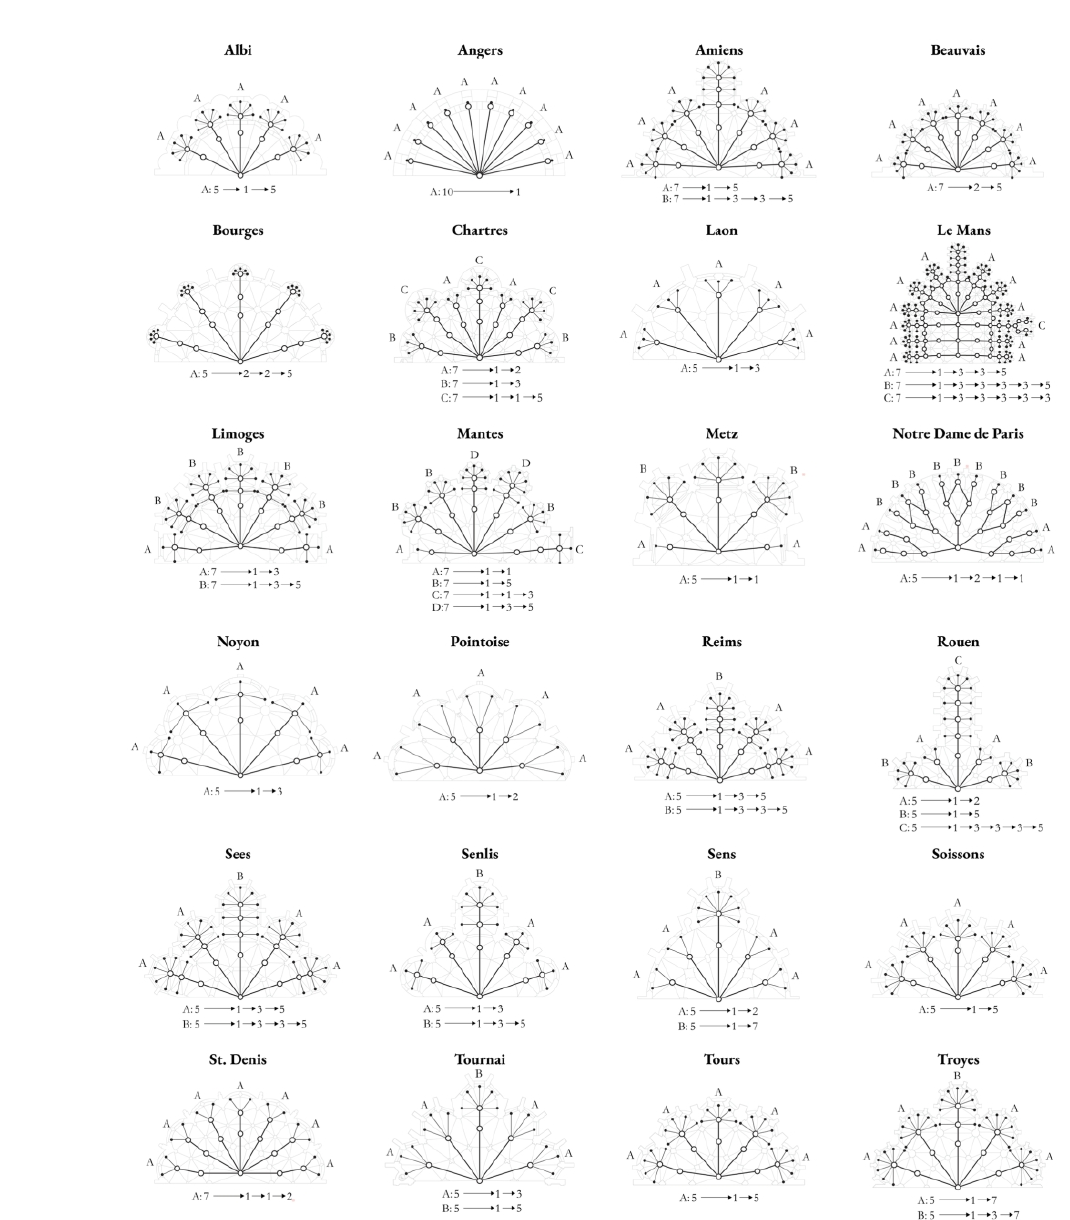 Albi
A
A A
A A
A: 5 → 1 → 5
Angers
A A
A A
A A
A A
A A
A: 10 → 1
Amiens
B
A A
A A
A A
A: 7 → 1 → 5
B: 7 → 1 → 3 → 3 → 5
Beauvais
A
A A
A A
A A
A: 7 → 2 → 5
Bourges
A: 5 → 2 → 2 → 5
Chartres
C
A A
C C
B B
A: 7 → 1 → 2
B: 7 → 1 → 3
C: 7 → 1 → 1 → 5
Laon
A
A A
A A
A: 5 → 1 → 3
Le Mans
A A
A A
A A
A C
A A
A A
A: 7 → 1 → 3 → 3 → 5
B: 7 → 1 → 3 → 3 → 3 → 3 → 5
C: 7 → 1 → 3 → 3 → 3 → 3 → 3
Limoges
B
B B
B B
A A
A: 7 → 1 → 3
B: 7 → 1 → 3 → 5
Mantes
D
B D
B B
A C
A: 7 → 1 → 1
B: 7 → 1 → 5
C: 7 → 1 → 1 → 3
D: 7 → 1 → 3 → 5
Metz
B B
A A
A: 5 → 1 → 1
Notre Dame de Paris
B B B
B B
B B
A A
A A
A: 5 → 1 → 2 → 1 → 1
Noyon
A
A A
A A
A: 5 → 1 → 3
Pointoise
A
A A
A A
A: 5 → 1 → 2
Reims
B
A A
A A
A: 5 → 1 → 3 → 5
B: 5 → 1 → 3 → 3 → 5
Rouen
C
A A
B B
A: 5 → 1 → 2
B: 5 → 1 → 5
C: 5 → 1 → 3 → 3 → 3 → 5
Sees
B
A A
A A
A: 5 → 1 → 3 → 5
B: 5 → 1 → 3 → 3 → 5
Senlis
B
A A
A A
A: 5 → 1 → 3
B: 5 → 1 → 3 → 5
Sens
B
A A
A A
A: 5 → 1 → 2
B: 5 → 1 → 7
Soissons
A
A A
A A
A: 5 → 1 → 5
St. Denis
A
A A
A A
A A
A: 7 → 1 → 1 → 2
Tournai
B
A A
A A
A: 5 → 1 → 3
B: 5 → 1 → 5
Tours
A
A A
A A
A: 5 → 1 → 5
Troyes
B
A A
A A
A: 5 → 1 → 7
B: 5 → 1 → 3 → 7